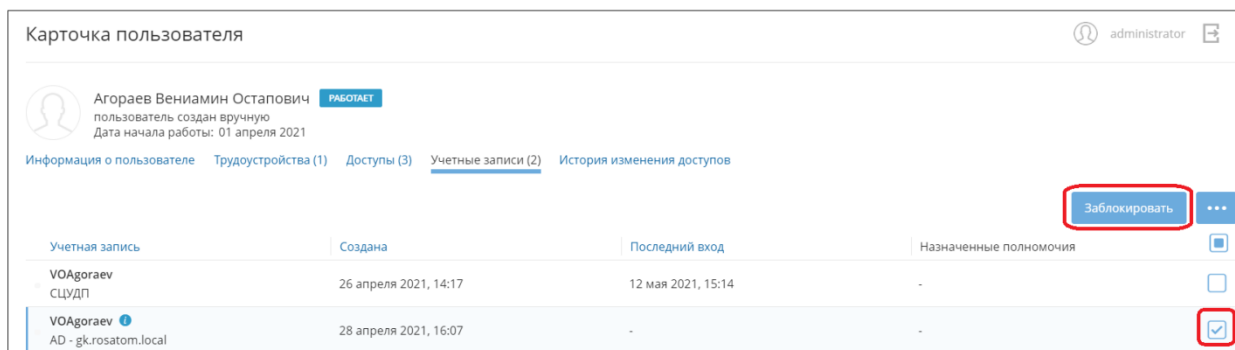 Карточка пользователя
administrator
Агораев Вениамин Остапович РАБОТАЕТ
пользователь создан вручную
Дата начала работы: 01 апреля 2021
Информация о пользователе Трудоустройства (1) Доступы (3) Учетные записи (2) История изменения доступов
Заблокировать ...
Учетная запись Создана Последний вход Назначенные полномочия
VOAgoraev
СЦУДП
26 апреля 2021, 14:17 12 мая 2021, 15:14 -
VOAgoraev i
AD - gk.rosatom.local
28 апреля 2021, 16:07 - -